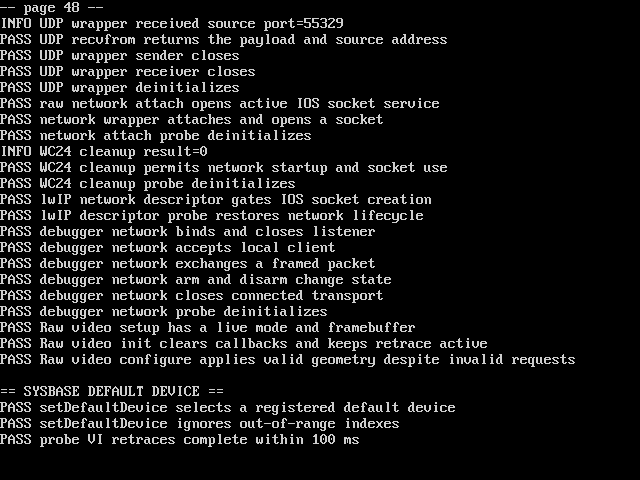 -- page 48 --
INFO UDP wrapper received source port=55329
PASS UDP recvfrom returns the payload and source address
PASS UDP wrapper sender closes
PASS UDP wrapper receiver closes
PASS UDP wrapper deinitializes
PASS raw network attach opens active IOS socket service
PASS network wrapper attaches and opens a socket
PASS network attach probe deinitializes
INFO WC24 cleanup result=0
PASS WC24 cleanup permits network startup and socket use
PASS WC24 cleanup probe deinitializes
PASS lwIP network descriptor gates IOS socket creation
PASS lwIP descriptor probe restores network lifecycle
PASS debugger network binds and closes listener
PASS debugger network accepts local client
PASS debugger network exchanges a framed packet
PASS debugger network arm and disarm change state
PASS debugger network closes connected transport
PASS debugger network probe deinitializes
PASS Raw video setup has a live mode and framebuffer
PASS Raw video init clears callbacks and keeps retrace active
PASS Raw video configure applies valid geometry despite invalid requests
== SYSBASE DEFAULT DEVICE ==
PASS setDefaultDevice selects a registered default device
PASS setDefaultDevice ignores out-of-range indexes
PASS probe VI retraces complete within 100 ms